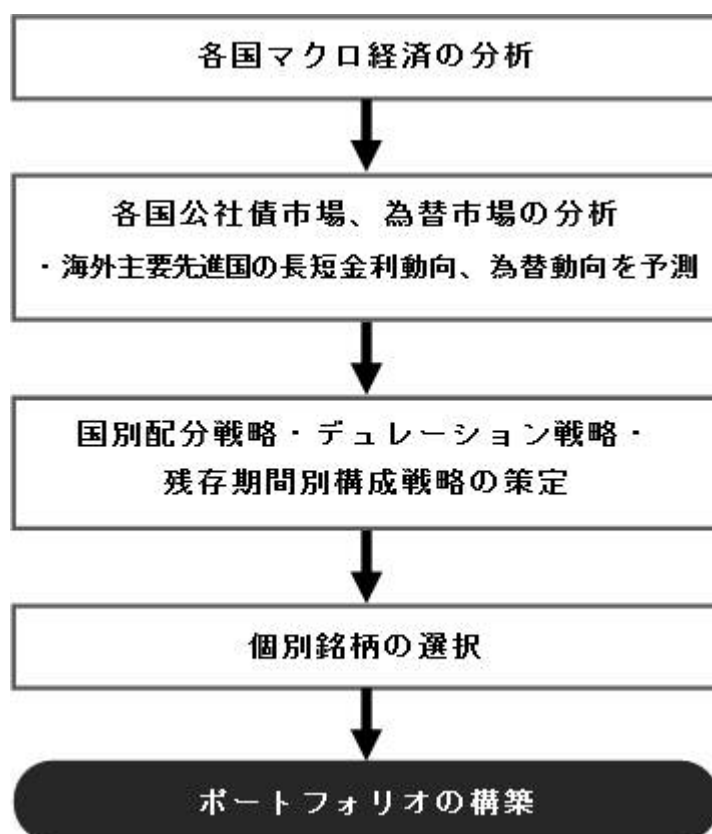 各国マクロ経済の分析
各国公社債市場、為替市場の分析
・海外主要先進国の長短金利動向、為替動向を予測
国別配分戦略・デュレーション戦略・
残存期間別構成戦略の策定
個別銘柄の選択
ポートフォリオの構築